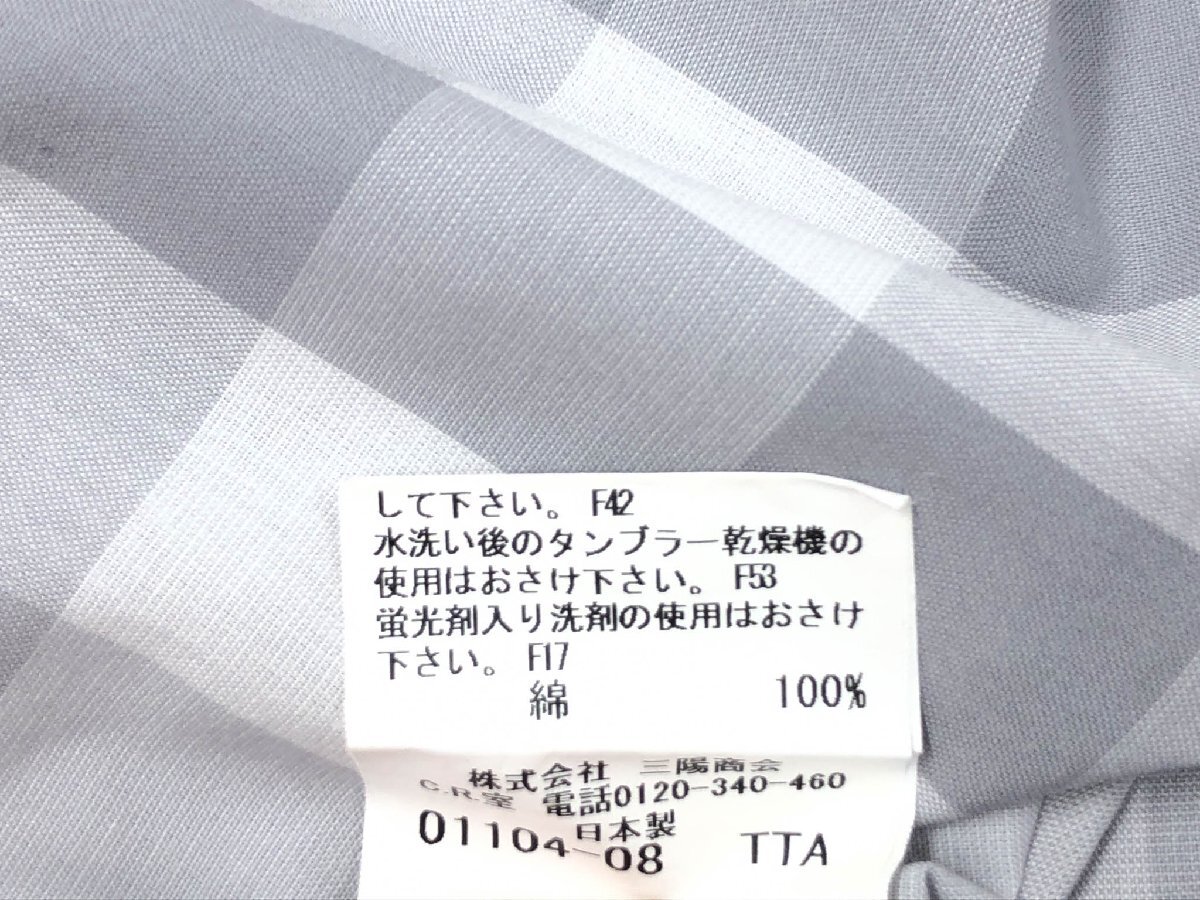 して下さい。 F42
水洗い後のタンブラー乾燥機の
使用はおさけ下さい。 F53
蛍光剤入り洗剤の使用はおさけ
下さい。 F17
綿 100%
株式会社 三陽商会
C.R.室 電話0120-340-460
日本製
01104-08 TTA